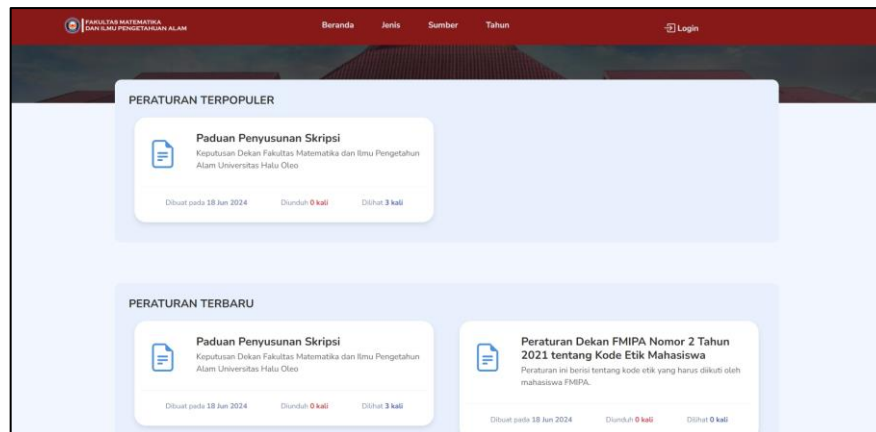 FAKULTAS MATEMATIKA
DAN ILMU PENGETAHUAN ALAM
Beranda Jenis Sumber Tahun Login
PERATURAN TERPOPULER
Paduan Penyusunan Skripsi
Keputusan Dekan Fakultas Matematika dan Ilmu Pengetahun
Alam Universitas Halu Oleo
Dibuat pada 18 Jun 2024 Diunduh 0 kali Dilihat 3 kali
PERATURAN TERBARU
Paduan Penyusunan Skripsi
Keputusan Dekan Fakultas Matematika dan Ilmu Pengetahun
Alam Universitas Halu Oleo
Dibuat pada 18 Jun 2024 Diunduh 0 kali Dilihat 3 kali
Peraturan Dekan FMIPA Nomor 2 Tahun
2021 tentang Kode Etik Mahasiswa
Peraturan ini berisi tentang kode etik yang harus diikuti oleh
mahasiswa FMIPA.
Dibuat pada 18 Jun 2024 Diunduh 0 kali Dilihat 0 kali